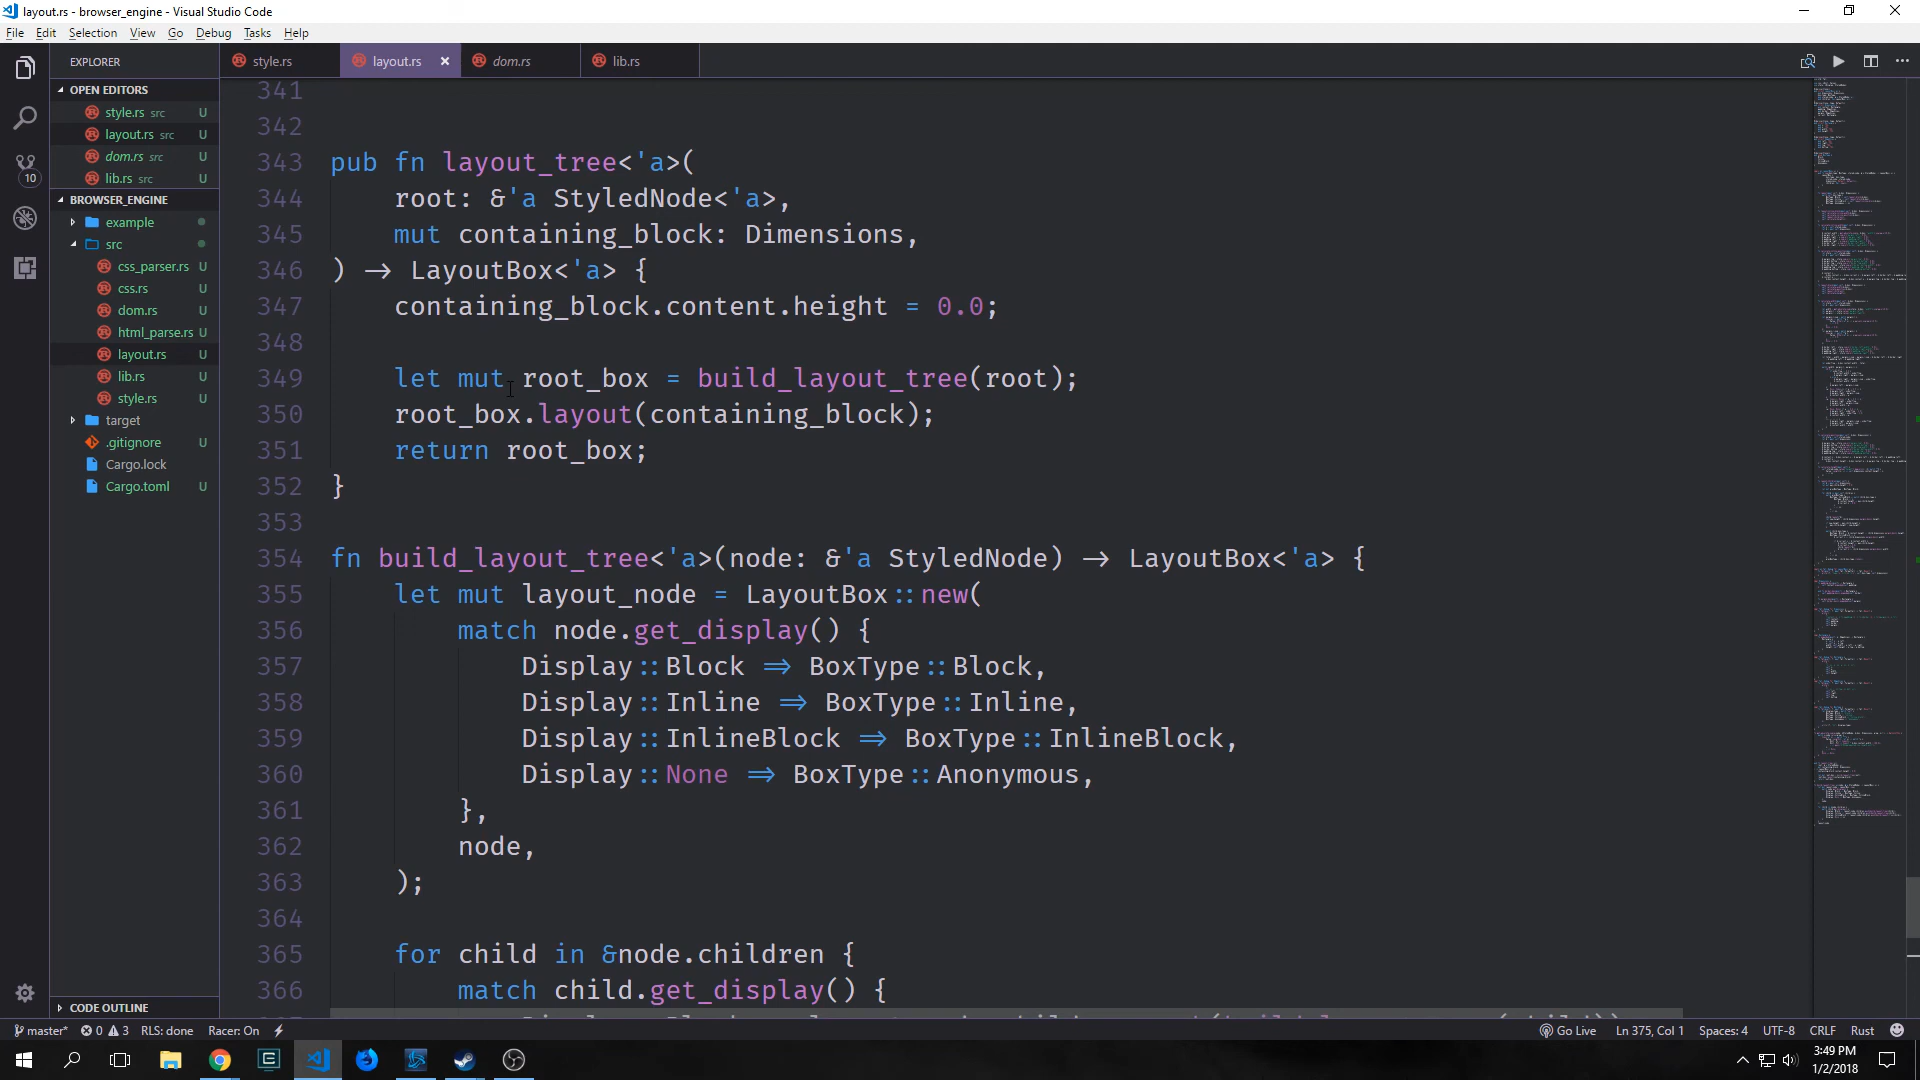 layout.rs - browser_engine - Visual Studio Code
File Edit Selection View Go Debug Tasks Help
EXPLORER
style.rs layout.rs × dom.rs lib.rs
OPEN EDITORS
style.rs src U
layout.rs src U
dom.rs src U
lib.rs src U
10
BROWSER_ENGINE
example
src
css_parser.rs U
css.rs U
dom.rs U
html_parse.rs U
layout.rs U
lib.rs U
style.rs U
target
.gitignore U
Cargo.lock
Cargo.toml U
CODE OUTLINE
341
342
343 pub fn layout_tree<'a>(
344 root: &'a StyledNode<'a>,
345 mut containing_block: Dimensions,
346 ) → LayoutBox<'a> {
347 containing_block.content.height = 0.0;
348
349 let mut root_box = build_layout_tree(root);
350 root_box.layout(containing_block);
351 return root_box;
352 }
353
354 fn build_layout_tree<'a>(node: &'a StyledNode) → LayoutBox<'a> {
355 let mut layout_node = LayoutBox::new(
356 match node.get_display() {
357 Display::Block ⇒ BoxType::Block,
358 Display::Inline ⇒ BoxType::Inline,
359 Display::InlineBlock ⇒ BoxType::InlineBlock,
360 Display::None ⇒ BoxType::Anonymous,
361 },
362 node,
363 );
364
365 for child in &node.children {
366 match child.get_display() {
master* 0 3 RLS: done Racer: On Go Live Ln 375, Col 1 Spaces: 4 UTF-8 CRLF Rust
3:49 PM
1/2/2018